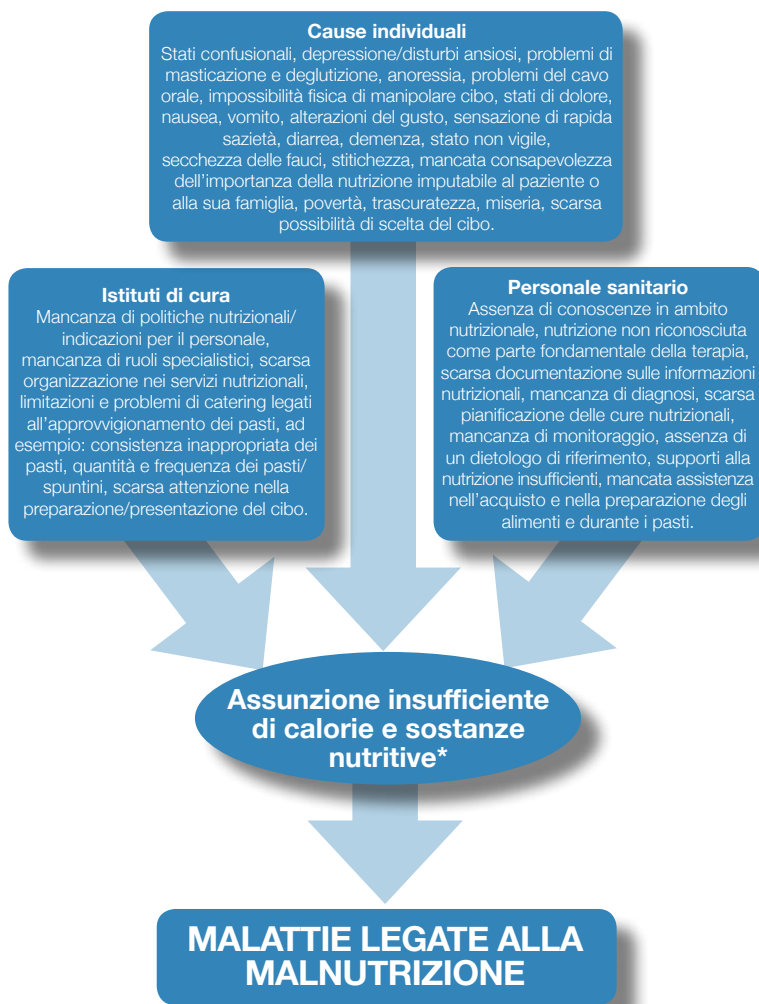 Cause individuali
Stati confusionali, depressione/disturbi ansiosi, problemi di
masticazione e deglutizione, anoressia, problemi del cavo
orale, impossibilità fisica di manipolare cibo, stati di dolore,
nausea, vomito, alterazioni del gusto, sensazione di rapida
sazietà, diarrea, demenza, stato non vigile,
secchezza delle fauci, stitichezza, mancata consapevolezza
dell'importanza della nutrizione imputabile al paziente o
alla sua famiglia, povertà, trascuratezza, miseria, scarsa
possibilità di scelta del cibo.
Istituti di cura
Mancanza di politiche nutrizionali/
indicazioni per il personale,
mancanza di ruoli specialistici, scarsa
organizzazione nei servizi nutrizionali,
limitazioni e problemi di catering legati
all'approvvigionamento dei pasti, ad
esempio: consistenza inappropriata dei
pasti, quantità e frequenza dei pasti/
spuntini, scarsa attenzione nella
preparazione/presentazione del cibo.
Personale sanitario
Assenza di conoscenze in ambito
nutrizionale, nutrizione non riconosciuta
come parte fondamentale della terapia,
scarsa documentazione sulle informazioni
nutrizionali, mancanza di diagnosi, scarsa
pianificazione delle cure nutrizionali,
mancanza di monitoraggio, assenza di
un dietologo di riferimento, supporti alla
nutrizione insufficienti, mancata assistenza
nell'acquisto e nella preparazione degli
alimenti e durante i pasti.
Assunzione insufficiente
di calorie e sostanze
nutritive*
MALATTIE LEGATE ALLA
MALNUTRIZIONE